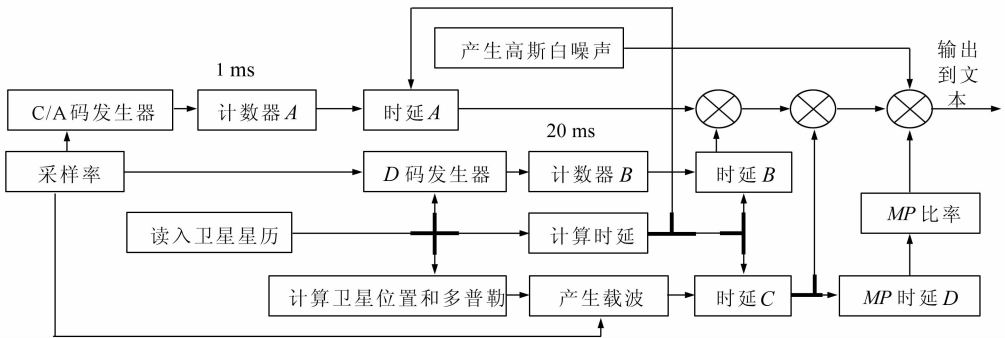 产生高斯白噪声
输出
到文
本
1 ms
C/A码发生器
计数器A
时延A
20 ms
采样率
D码发生器
计数器B
时延B
MP比率
读入卫星星历
计算时延
计算卫星位置和多普勒
产生载波
时延C
MP时延D